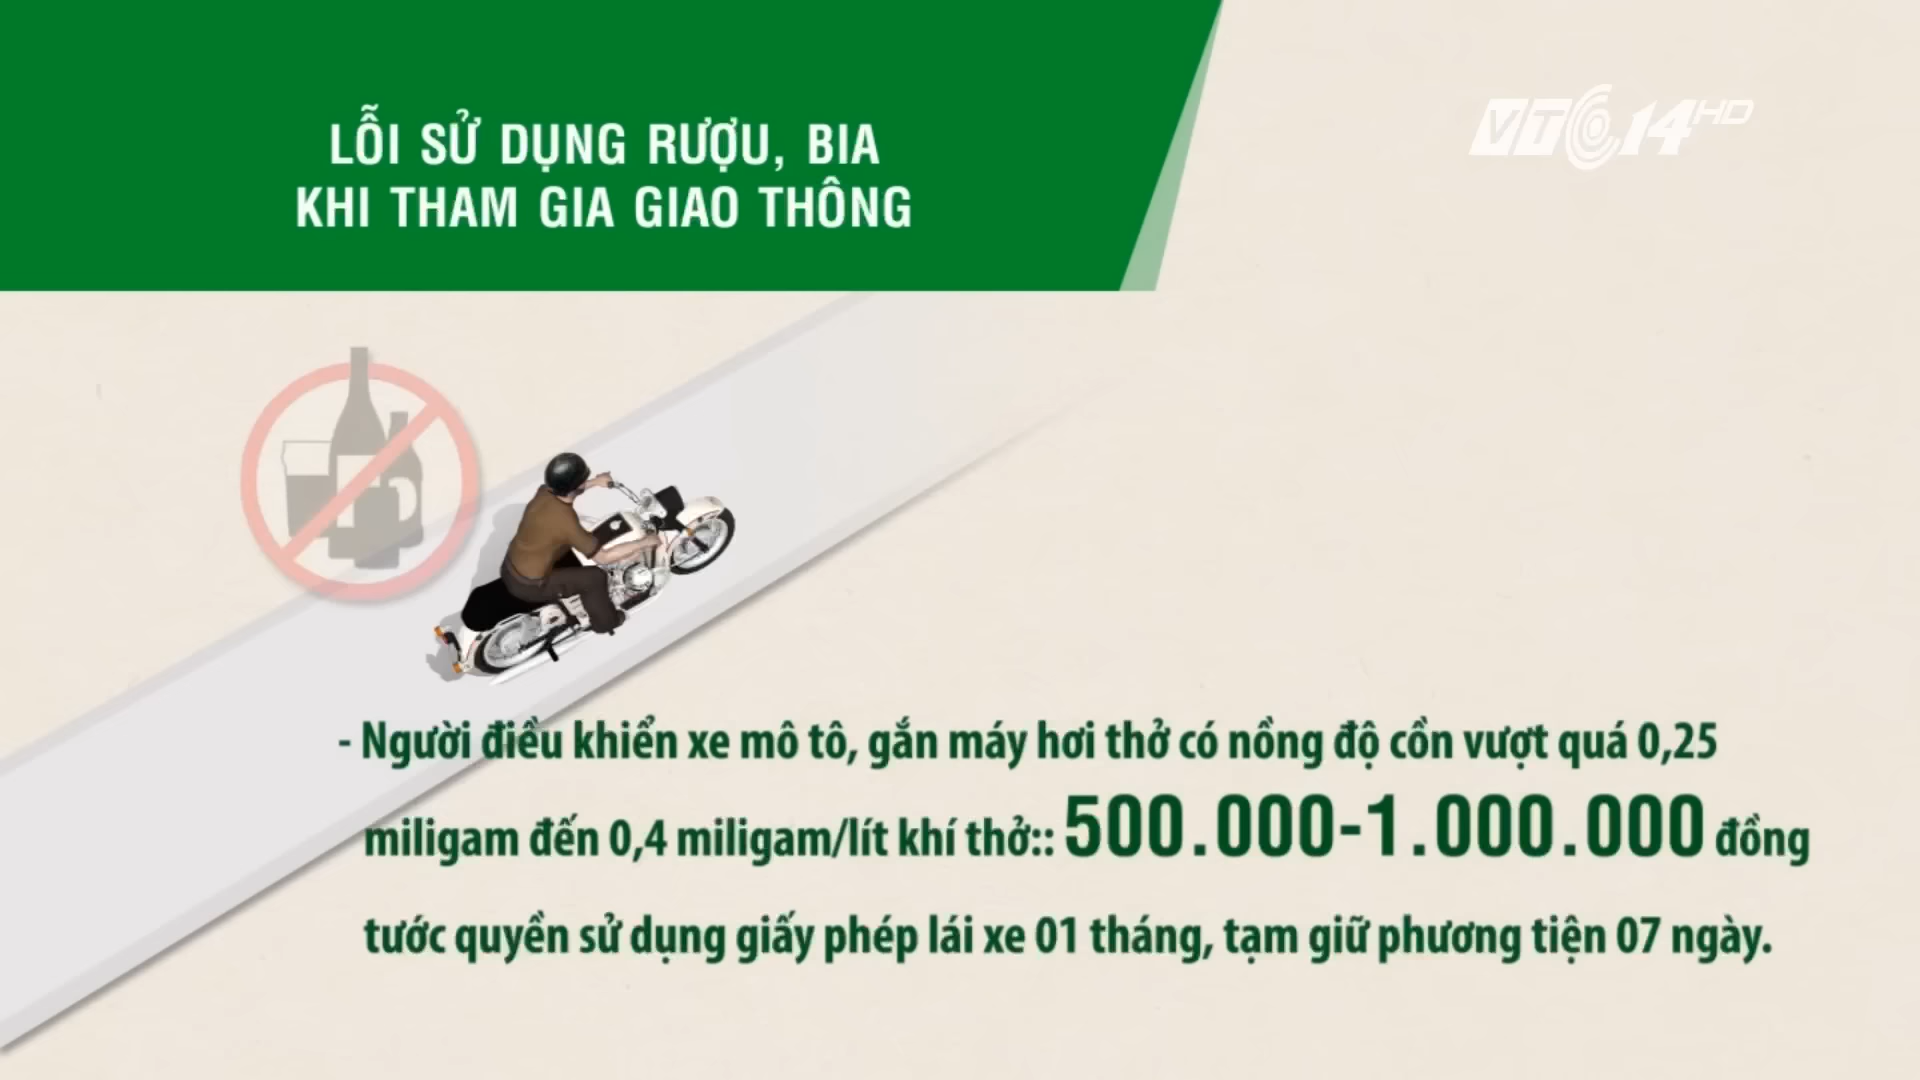 LỖI SỬ DỤNG RƯỢU, BIA
KHI THAM GIA GIAO THÔNG
VTC14HD
- Người điều khiển xe mô tô, gắn máy hơi thở có nồng độ cồn vượt quá 0,25
miligam đến 0,4 miligam/lít khí thở:: 500.000-1.000.000 đồng
tước quyền sử dụng giấy phép lái xe 01 tháng, tạm giữ phương tiện 07 ngày.